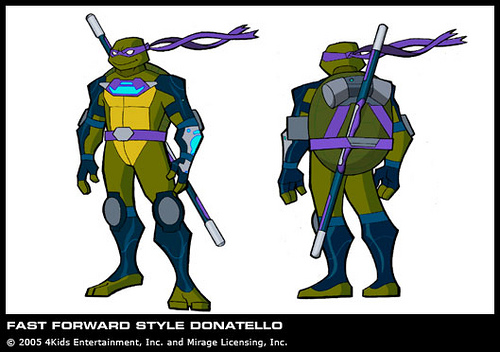 FAST FORWARD STYLE DONATELLO
© 2005 4Kids Entertainment, Inc. and Mirage Licensing, Inc.